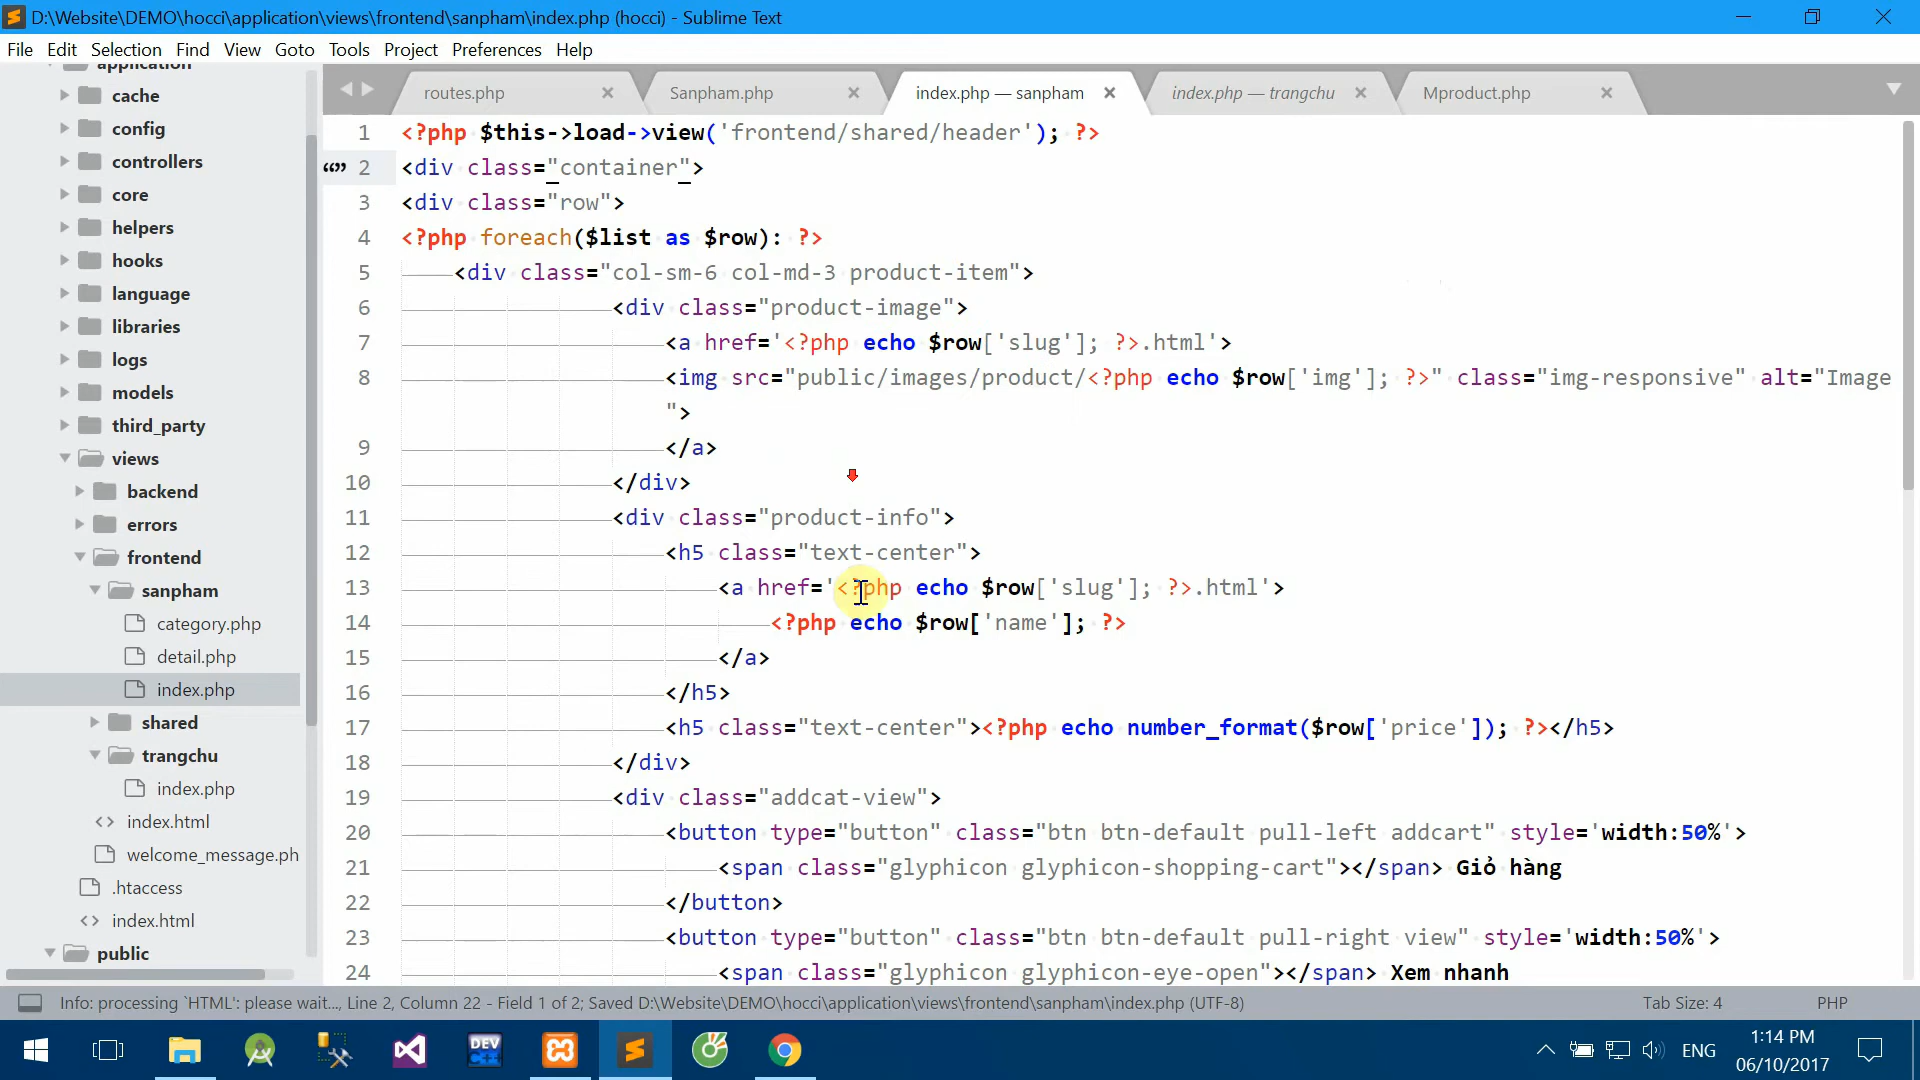 D:\Website\DEMO\hocci\application\views\frontend\sanpham\index.php (hocci) - Sublime Text
File Edit Selection Find View Goto Tools Project Preferences Help
application
cache
config
controllers
core
helpers
hooks
language
libraries
logs
models
third_party
views
backend
errors
frontend
sanpham
category.php
detail.php
index.php
shared
trangchu
index.php
<> index.html
welcome_message.ph
.htaccess
<> index.html
public
routes.php Sanpham.php index.php — sanpham index.php — trangchu Mproduct.php
1 <?php $this->load->view('frontend/shared/header'); ?>
2 <div class="container">
3 <div class="row">
4 <?php foreach($list as $row): ?>
5 <div class="col-sm-6 col-md-3 product-item">
6 <div class="product-image">
7 <a href='<?php echo $row['slug']; ?>.html'>
8 <img src="public/images/product/<?php echo $row['img']; ?>" class="img-responsive" alt="Image
">
9 </a>
10 </div>
11 <div class="product-info">
12 <h5 class="text-center">
13 <a href='<?php echo $row['slug']; ?>.html'>
14 <?php echo $row['name']; ?>
15 </a>
16 </h5>
17 <h5 class="text-center"><?php echo number_format($row['price']); ?></h5>
18 </div>
19 <div class="addcat-view">
20 <button type="button" class="btn btn-default pull-left addcart" style='width:50%'>
21 <span class="glyphicon glyphicon-shopping-cart"></span> Giỏ hàng
22 </button>
23 <button type="button" class="btn btn-default pull-right view" style='width:50%'>
24 <span class="glyphicon glyphicon-eye-open"></span> Xem nhanh
Info: processing `HTML': please wait..., Line 2, Column 22 - Field 1 of 2; Saved D:\Website\DEMO\hocci\application\views\frontend\sanpham\index.php (UTF-8) Tab Size: 4 PHP
DEV C++
ENG
1:14 PM
06/10/2017